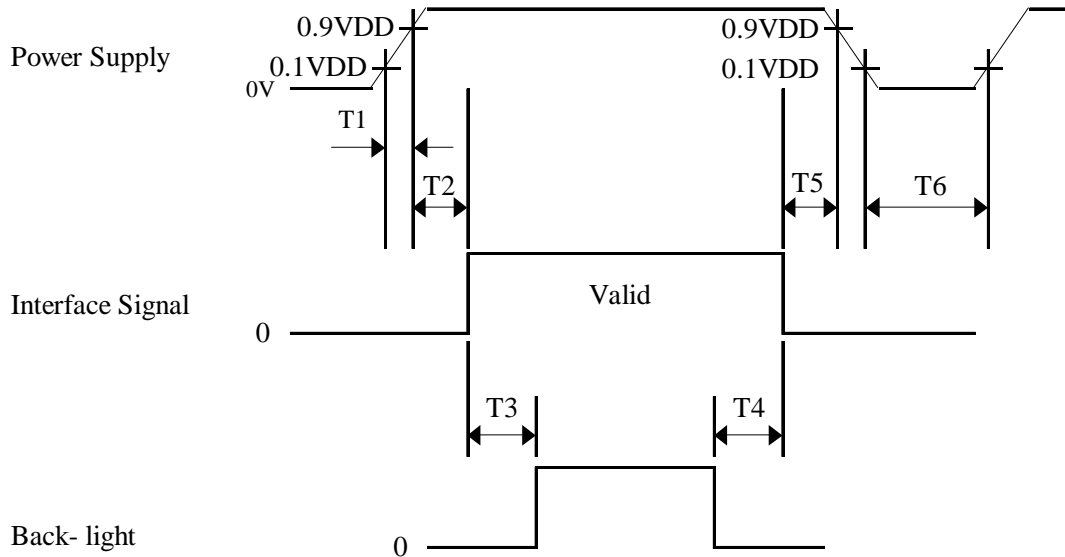 0.9VDD
0.9VDD
Power Supply
0.1VDD
0.1VDD
0V
T1
T2
T5
T6
Interface Signal
Valid
0
T3
T4
Back- light
0